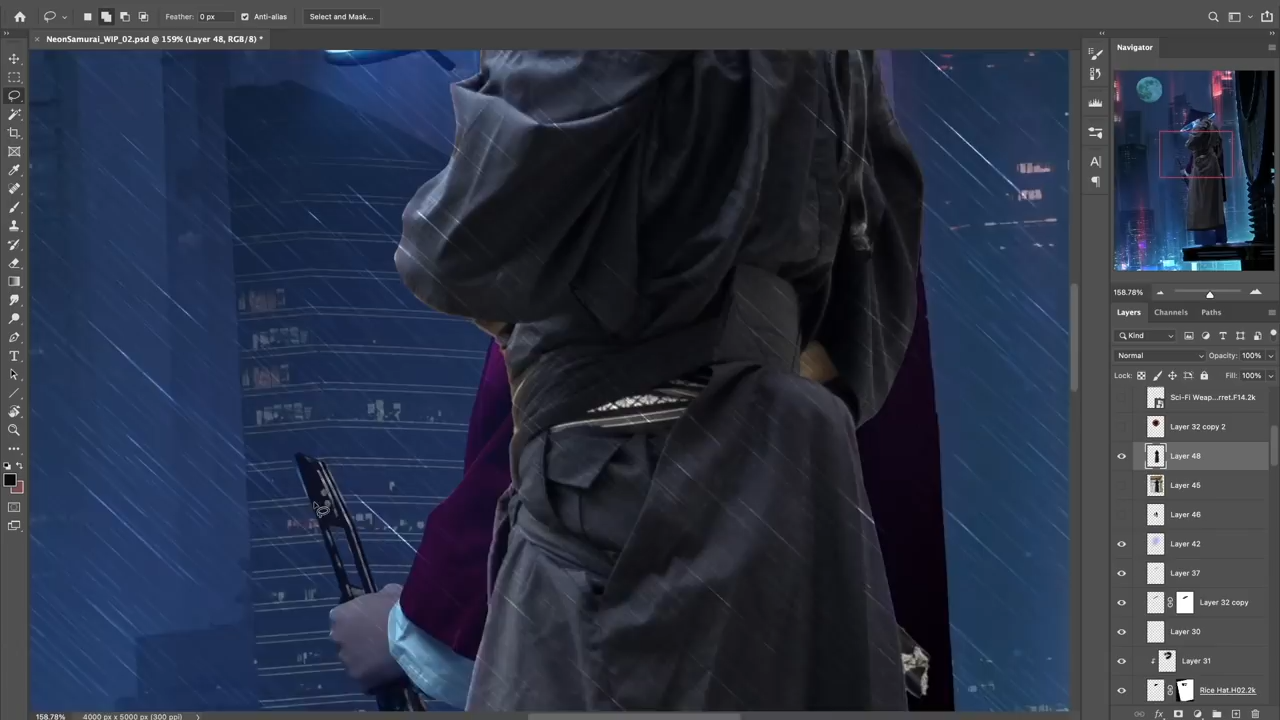 Feather: 0 px Anti-alias Select and Mask...
NeonSamurai_WIP_02.psd @ 159% (Layer 48, RGB/8) *
Navigator
158.78%
Layers Channels Paths
Kind
Normal Opacity: 100%
Lock: Fill: 100%
Sci-Fi Weap...rret.F14.2k
Layer 32 copy 2
Layer 48
Layer 45
Layer 46
Layer 42
Layer 37
Layer 32 copy
Layer 30
Layer 31
Rice Hat.H02.2k
fx
158.78% 4000 px x 5000 px (300 ppi)